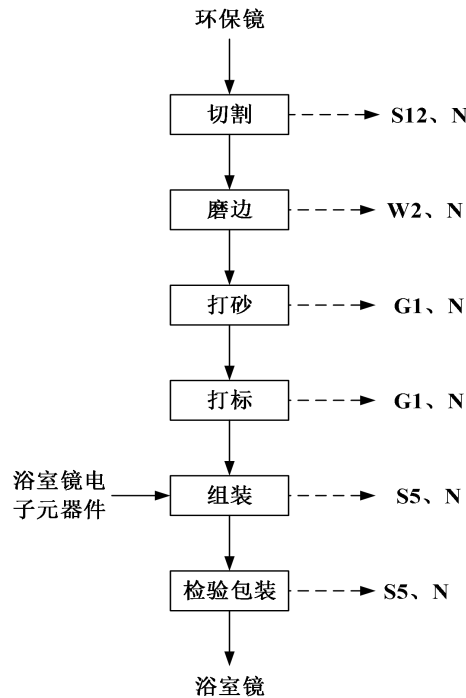 环保镜
切割
S12、N
磨边
W2、N
打砂
G1、N
打标
G1、N
浴室镜电
子元器件
组装
S5、N
检验包装
S5、N
浴室镜